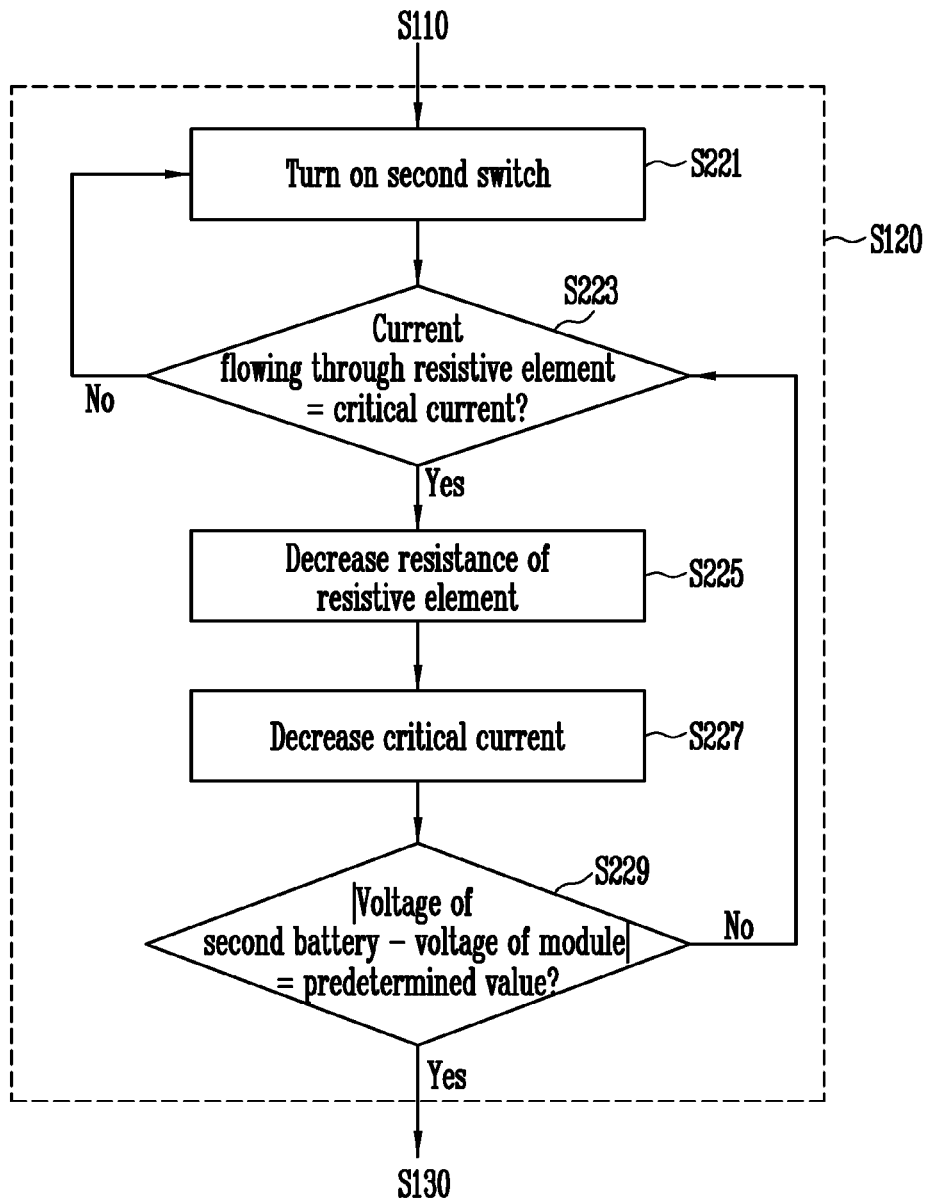 S110
Turn on second switch
S221
S120
S223
Current
flowing through resistive element
= critical current?
No
Yes
Decrease resistance of
resistive element
S225
Decrease critical current
S227
S229
|Voltage of
second battery – voltage of module|
= predetermined value?
No
Yes
S130